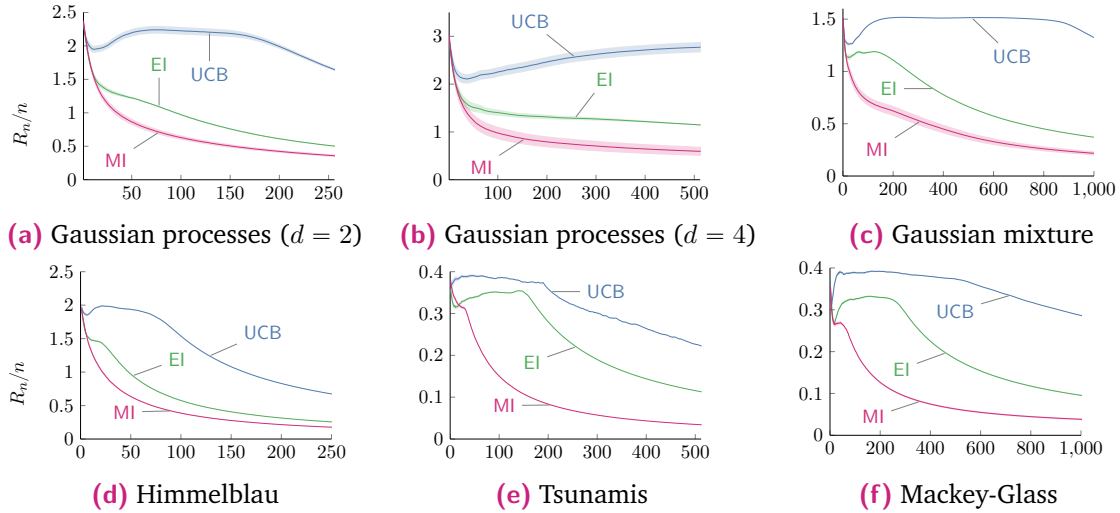 2.5
2
1.5
1
0.5
0
R_n/n
50 100 150 200 250
UCB
EI
MI
(a) Gaussian processes (d = 2)
4
3
2
1
0
100 200 300 400 500
UCB
EI
MI
(b) Gaussian processes (d = 4)
1.5
1
0.5
0
0 200 400 600 800 1,000
UCB
EI
MI
(c) Gaussian mixture
2.5
2
1.5
1
0.5
0
R_n/n
0 50 100 150 200 250
UCB
EI
MI
(d) Himmelblau
0.4
0.3
0.2
0.1
0
0 100 200 300 400 500
UCB
EI
MI
(e) Tsunamis
0.4
0.3
0.2
0.1
0
0 200 400 600 800 1,000
UCB
EI
MI
(f) Mackey-Glass